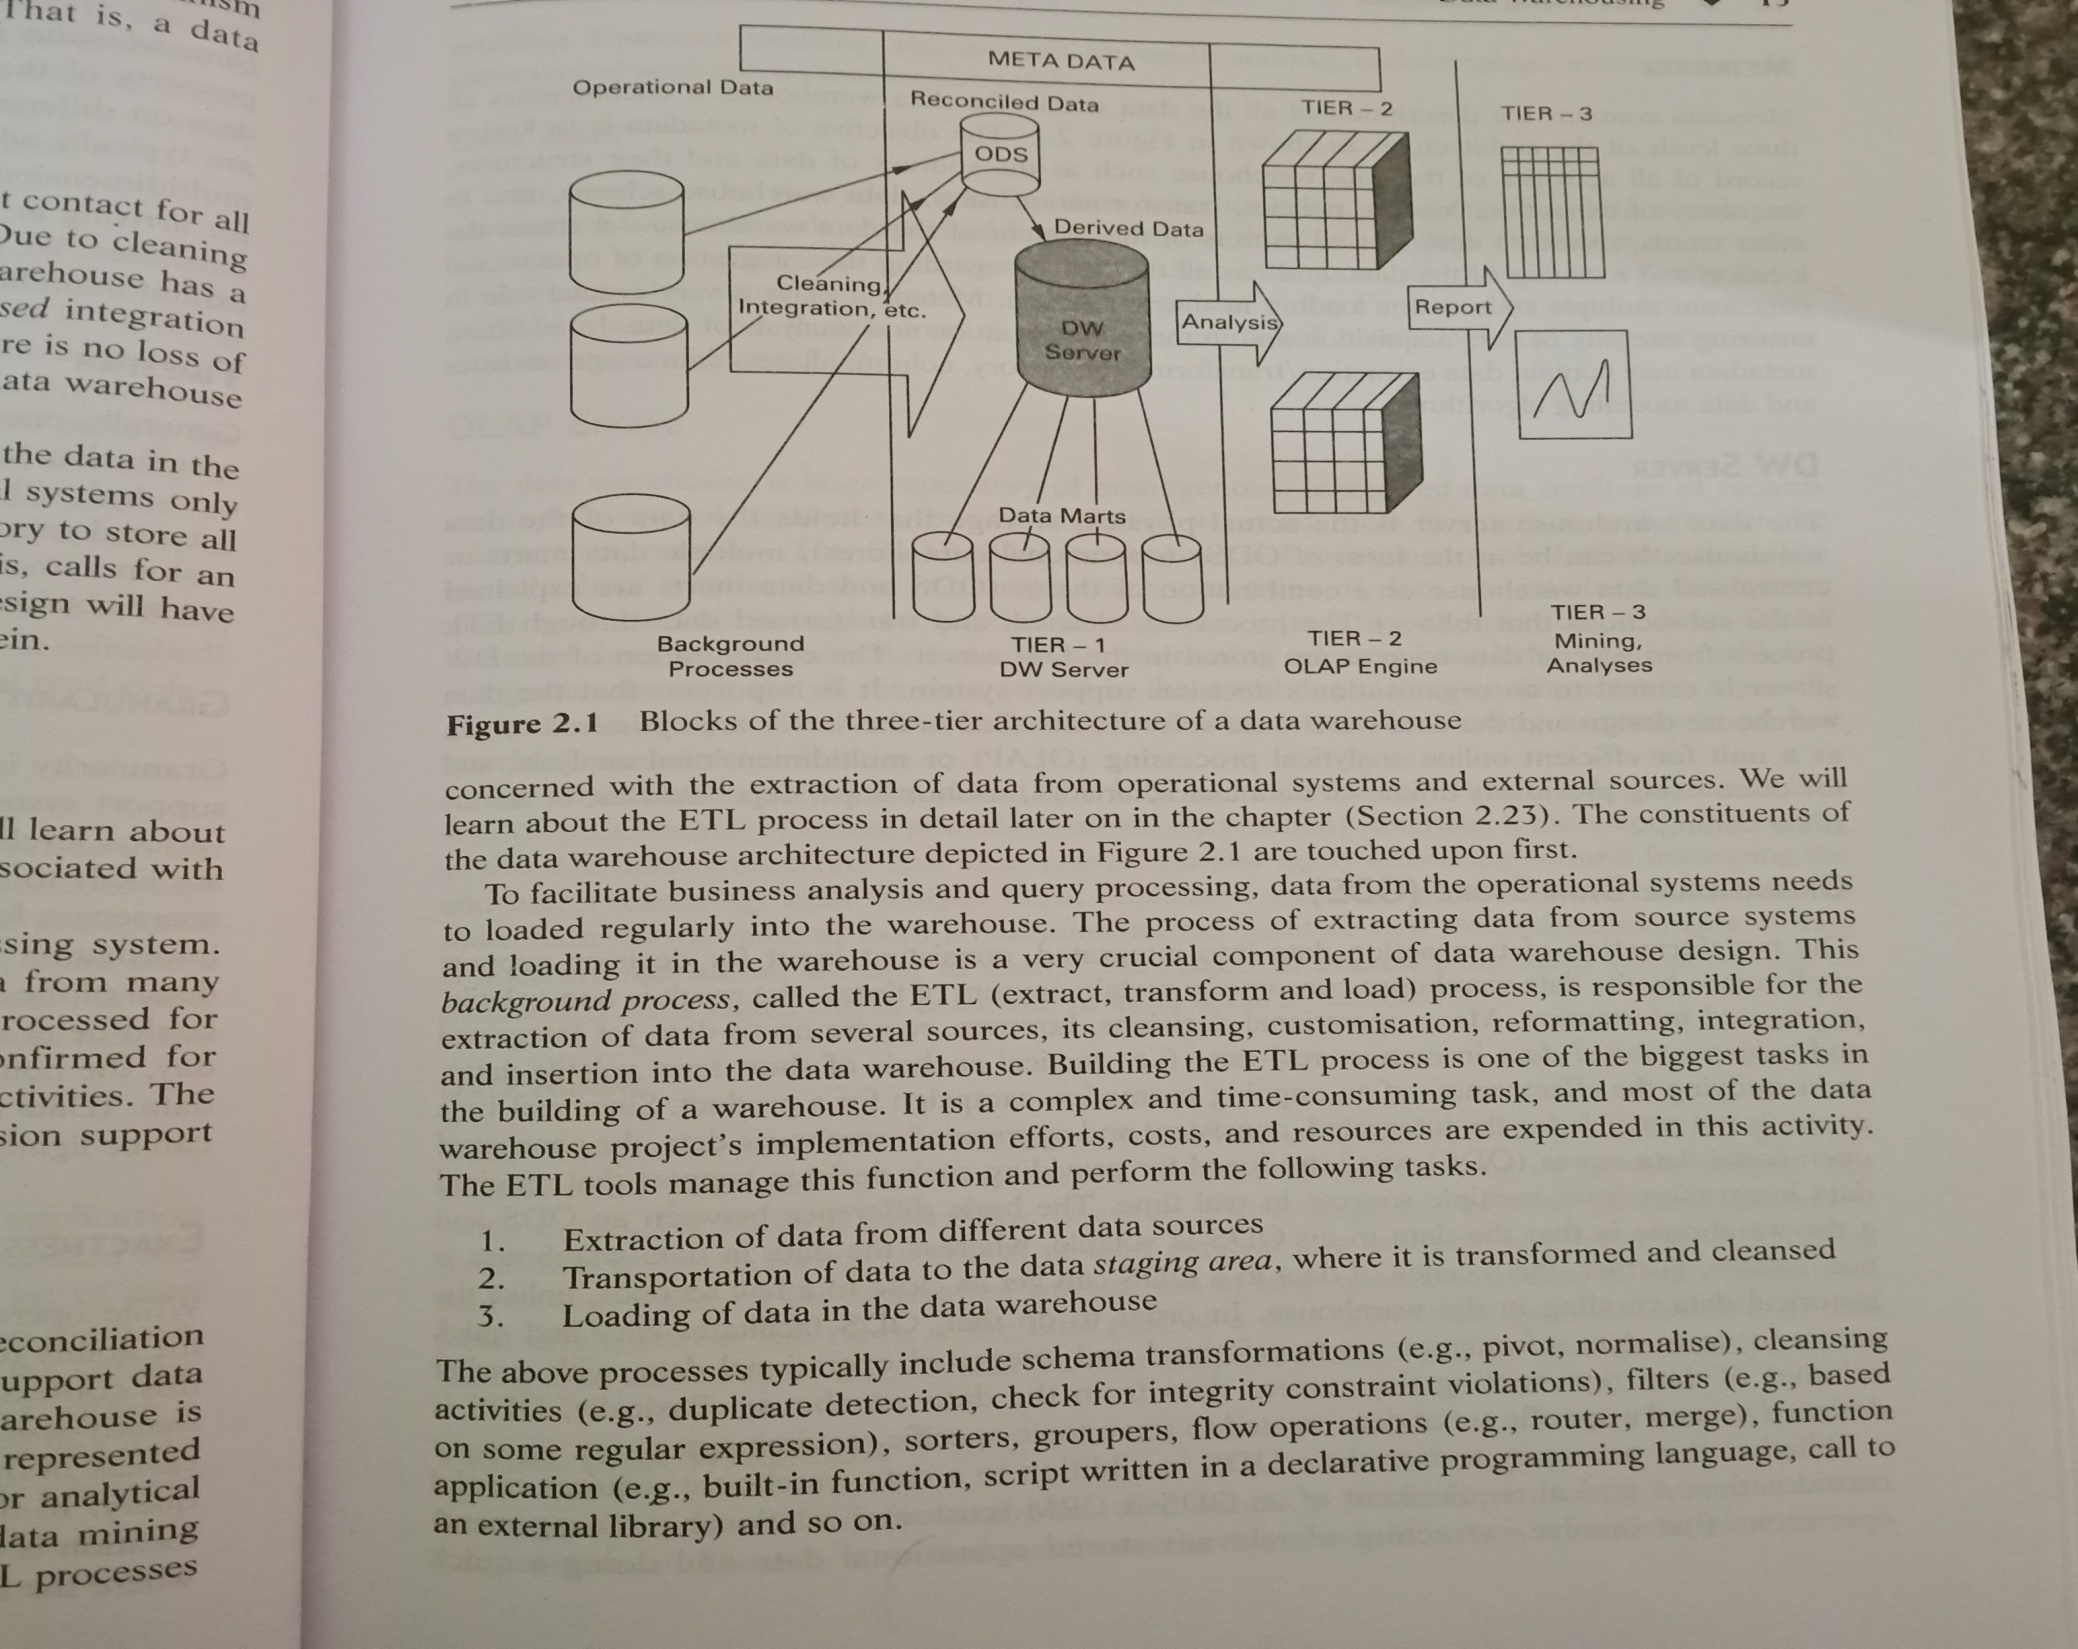 That is, a data
t contact for all
Due to cleaning
arehouse has a
sed integration
re is no loss of
ata warehouse
the data in the
l systems only
ory to store all
is, calls for an
esign will have
ein.
ll learn about
sociated with
sing system.
from many
rocessed for
onfirmed for
ctivities. The
sion support
econciliation
upport data
arehouse is
represented
or analytical
data mining
L processes
META DATA
Operational Data
Reconciled Data
TIER – 2
TIER – 3
ODS
Derived Data
Cleaning,
Integration, etc.
DW
Server
Analysis
Report
Data Marts
Background
Processes
TIER – 1
DW Server
TIER – 2
OLAP Engine
TIER – 3
Mining,
Analyses
Figure 2.1 Blocks of the three-tier architecture of a data warehouse
concerned with the extraction of data from operational systems and external sources. We will
learn about the ETL process in detail later on in the chapter (Section 2.23). The constituents of
the data warehouse architecture depicted in Figure 2.1 are touched upon first.
To facilitate business analysis and query processing, data from the operational systems needs
to loaded regularly into the warehouse. The process of extracting data from source systems
and loading it in the warehouse is a very crucial component of data warehouse design. This
background process, called the ETL (extract, transform and load) process, is responsible for the
extraction of data from several sources, its cleansing, customisation, reformatting, integration,
and insertion into the data warehouse. Building the ETL process is one of the biggest tasks in
the building of a warehouse. It is a complex and time-consuming task, and most of the data
warehouse project's implementation efforts, costs, and resources are expended in this activity.
The ETL tools manage this function and perform the following tasks.
1. Extraction of data from different data sources
2. Transportation of data to the data staging area, where it is transformed and cleansed
3. Loading of data in the data warehouse
The above processes typically include schema transformations (e.g., pivot, normalise), cleansing
activities (e.g., duplicate detection, check for integrity constraint violations), filters (e.g., based
on some regular expression), sorters, groupers, flow operations (e.g., router, merge), function
application (e.g., built-in function, script written in a declarative programming language, call to
an external library) and so on.